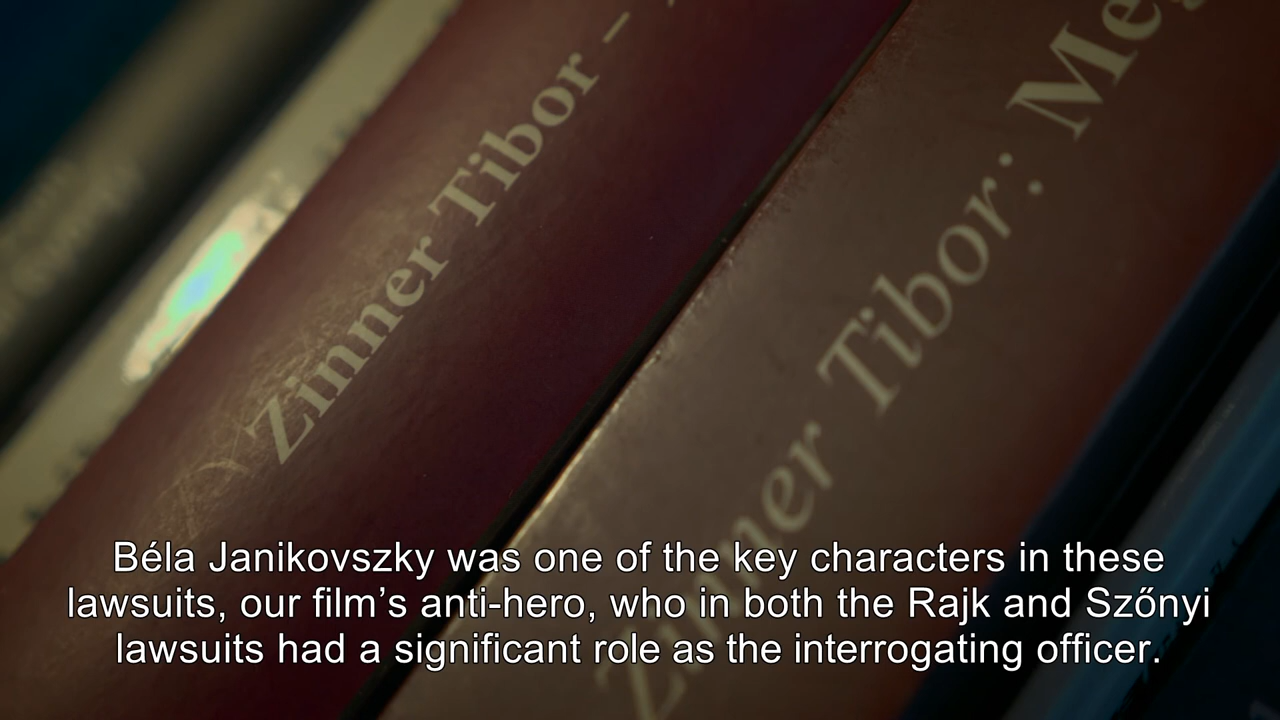 Zinner Tibor –
Zinner Tibor: Me
Béla Janikovszky was one of the key characters in these
lawsuits, our film’s anti-hero, who in both the Rajk and Szőnyi
lawsuits had a significant role as the interrogating officer.